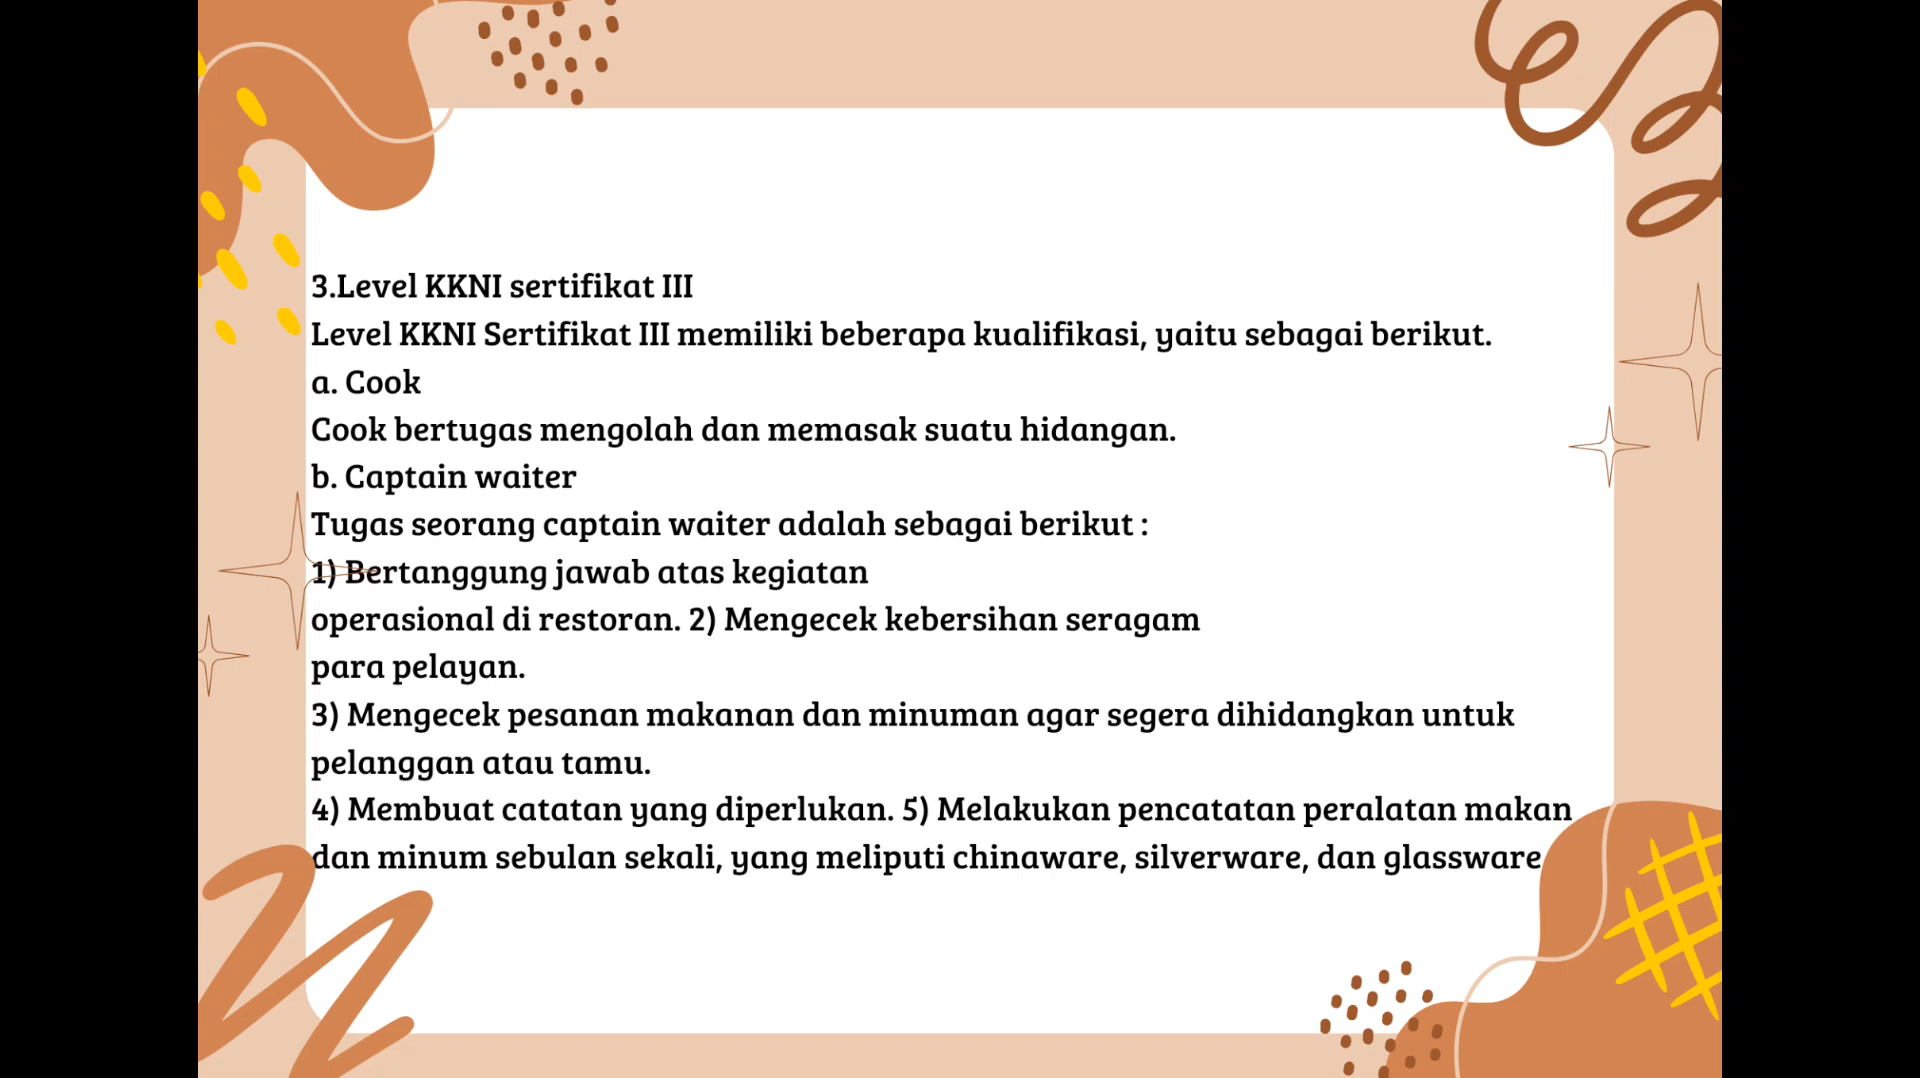 3.Level KKNI sertifikat III
Level KKNI Sertifikat III memiliki beberapa kualifikasi, yaitu sebagai berikut.
a. Cook
Cook bertugas mengolah dan memasak suatu hidangan.
b. Captain waiter
Tugas seorang captain waiter adalah sebagai berikut :
1) Bertanggung jawab atas kegiatan
operasional di restoran. 2) Mengecek kebersihan seragam
para pelayan.
3) Mengecek pesanan makanan dan minuman agar segera dihidangkan untuk
pelanggan atau tamu.
4) Membuat catatan yang diperlukan. 5) Melakukan pencatatan peralatan makan
dan minum sebulan sekali, yang meliputi chinaware, silverware, dan glassware